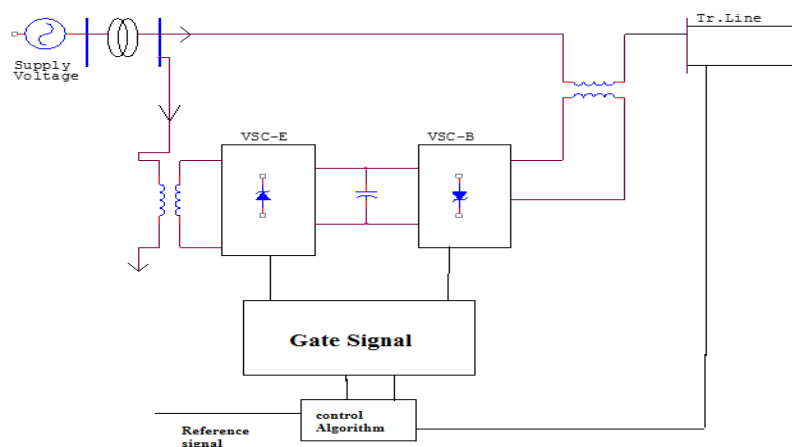 Tr.Line
Supply
Voltage
VSC-E
VSC-B
Gate Signal
control
Algorithm
Reference
signal